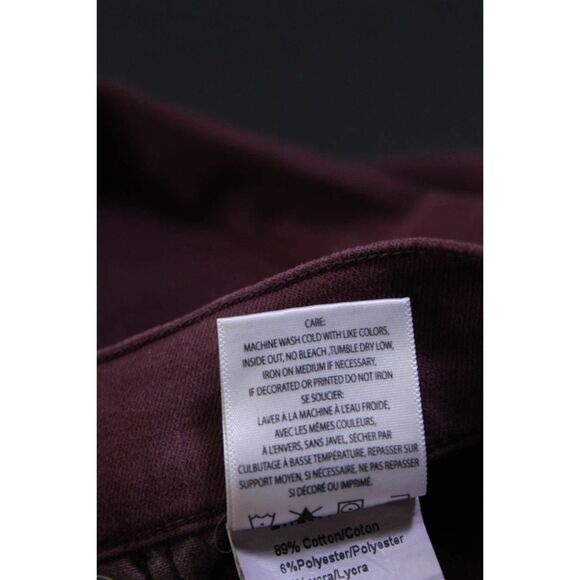 CARE:
MACHINE WASH COLD WITH LIKE COLORS,
INSIDE OUT, NO BLEACH ,TUMBLE DRY LOW,
IRON ON MEDIUM IF NECESSARY,
IF DECORATED OR PRINTED DO NOT IRON
SE SOUCIER:
LAVER À LA MACHINE À L'EAU FROIDE,
AVEC LES MÊMES COULEURS,
À L'ENVERS, SANS JAVEL, SÉCHER PAR
CULBUTAGE À BASSE TEMPÉRATURE, REPASSER SUR
SUPPORT MOYEN, SI NÉCESSAIRE, NE PAS REPASSER
SI DÉCORÉ OU IMPRIMÉ.
89% Cotton/Coton
6%Polyester/Polyester
Lycra/Lycra